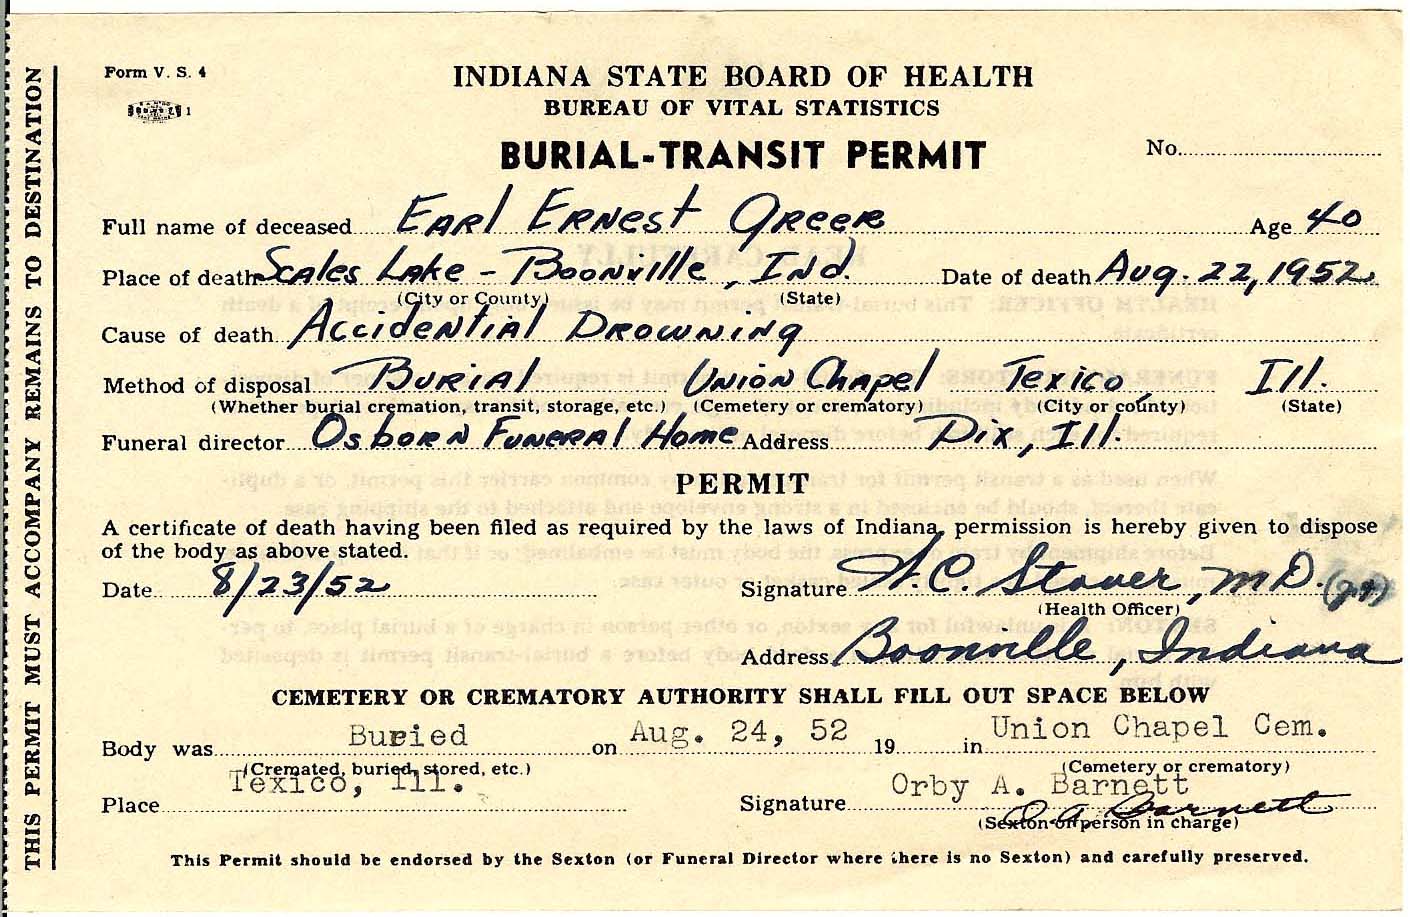 Form V. S. 4
1
INDIANA STATE BOARD OF HEALTH
BUREAU OF VITAL STATISTICS
BURIAL-TRANSIT PERMIT
No.
Full name of deceased EARl ERNEst GREER Age 40
Place of death Scales Lake - Boonville, Ind. Date of death Aug. 22, 1952
(City or County) (State)
Cause of death Accidential Drowning
Method of disposal Burial Union Chapel Texico, Ill.
(Whether burial cremation, transit, storage, etc.) (Cemetery or crematory) (City or county) (State)
Funeral director Osborn Funeral Home Address Dix, Ill.
PERMIT
A certificate of death having been filed as required by the laws of Indiana, permission is hereby given to dispose
of the body as above stated.
Date 8/23/52 Signature W. C. Stover, M.D.
(Health Officer)
Address Boonville, Indiana
CEMETERY OR CREMATORY AUTHORITY SHALL FILL OUT SPACE BELOW
Body was Buried on Aug. 24, 52 19 in Union Chapel Cem.
(Cremated, buried, stored, etc.) (Cemetery or crematory)
Place Texico, Ill. Signature Orby A. Barnett
O. A. Barnett
(Sexton or person in charge)
This Permit should be endorsed by the Sexton (or Funeral Director where there is no Sexton) and carefully preserved.
THIS PERMIT MUST ACCOMPANY REMAINS TO DESTINATION